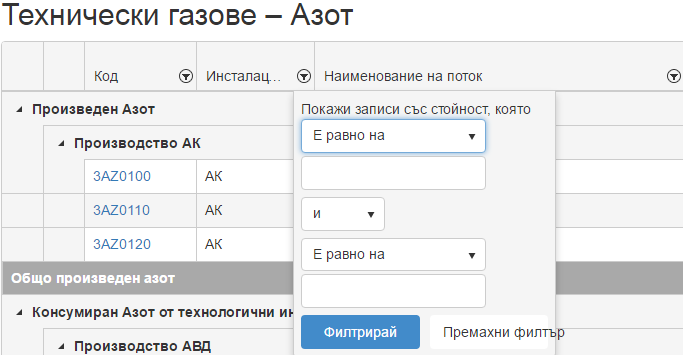 Технически газове – Азот
Код Инсталац... Наименование на поток
Произведен Азот
Покажи записи със стойност, която
Е равно на
Производство АК
3AZ0100 АК
3AZ0110 АК
и
3AZ0120 АК
Е равно на
Общо произведен азот
Консумиран Азот от технологични
Филтрирай Премахни филтър
Производство АВД